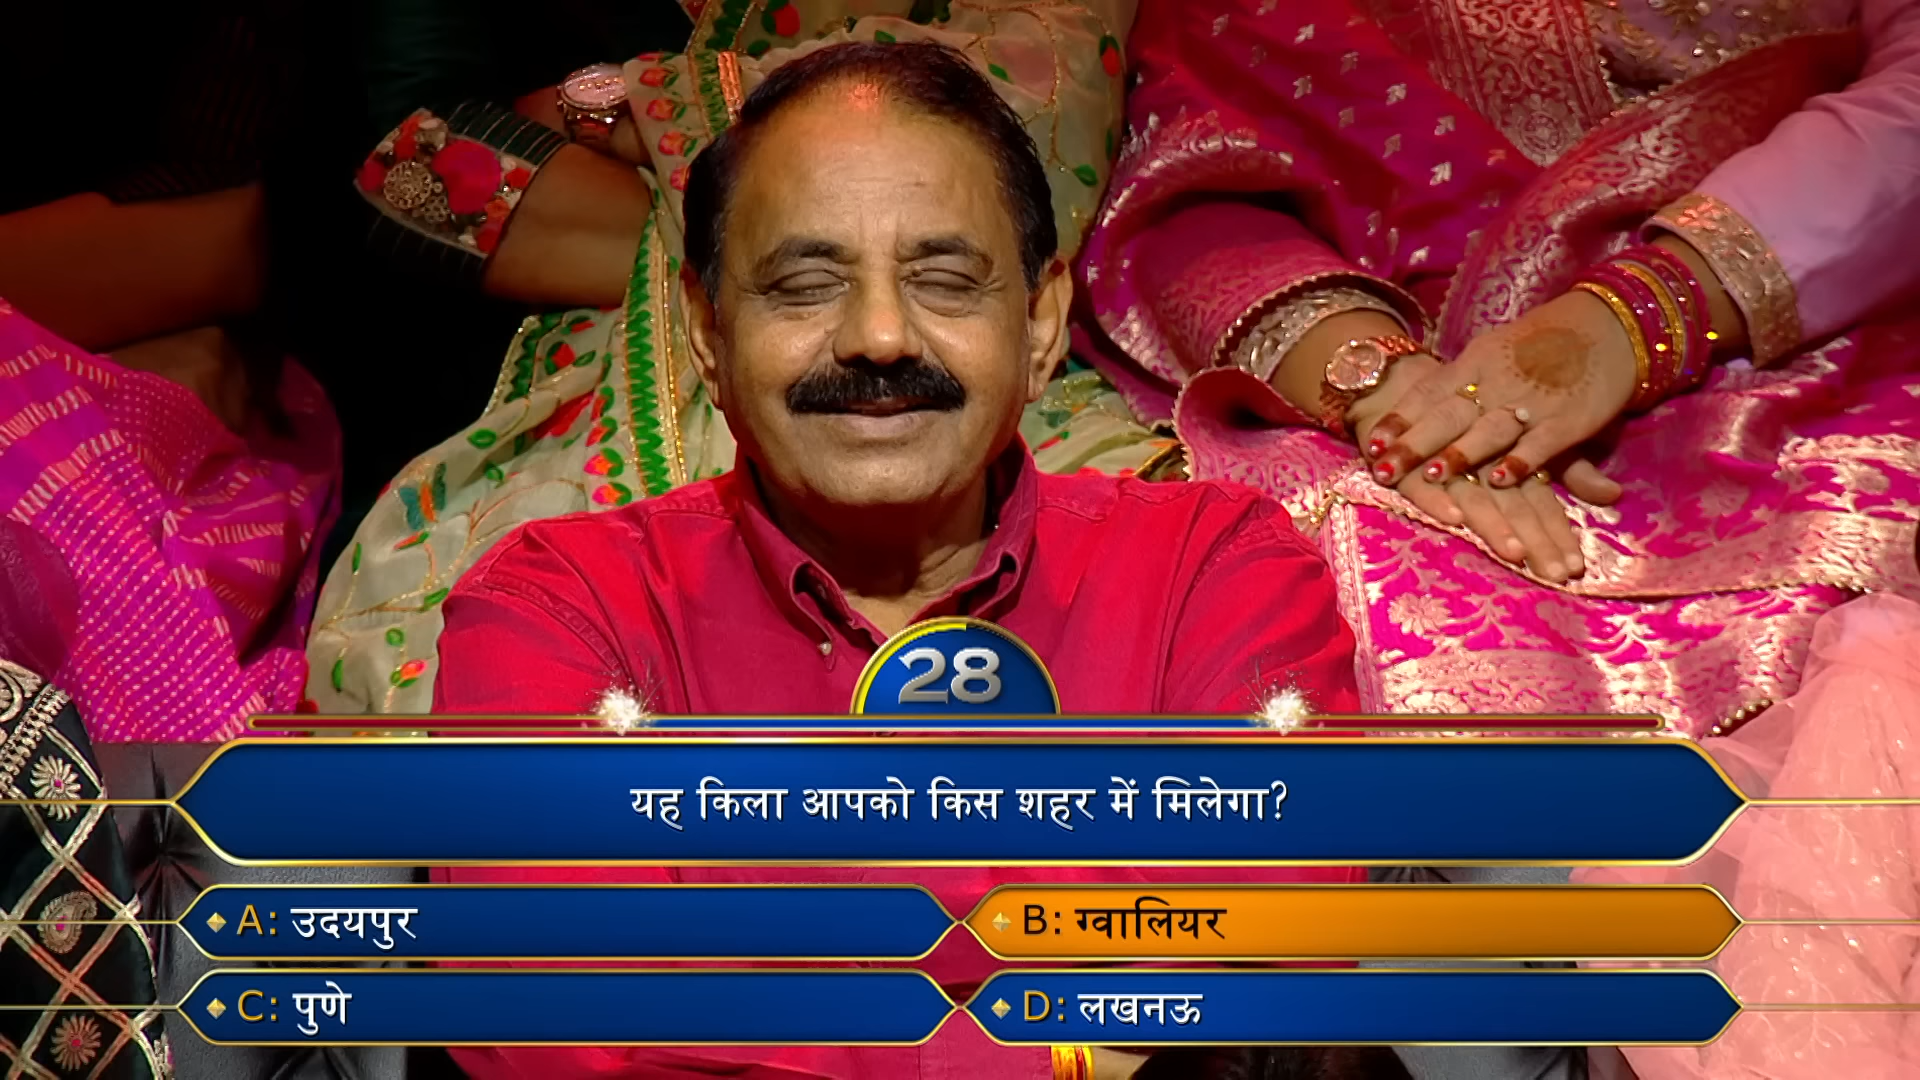 28
यह किला आपको किस शहर में मिलेगा?
A: उदयपुर
B: ग्वालियर
C: पुणे
D: लखनऊ